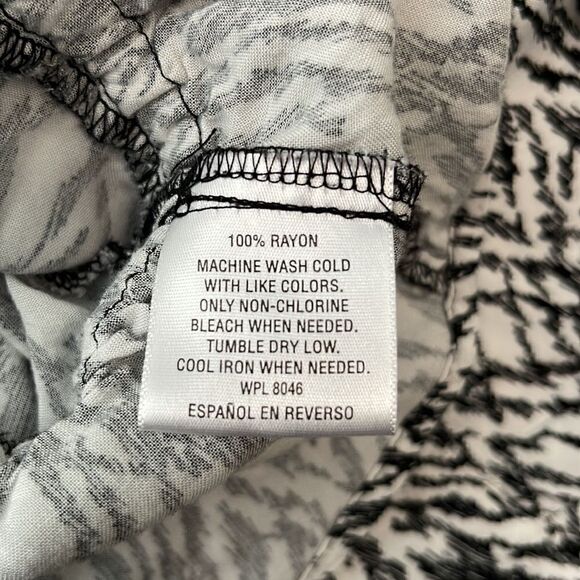 100% RAYON
MACHINE WASH COLD
WITH LIKE COLORS.
ONLY NON-CHLORINE
BLEACH WHEN NEEDED.
TUMBLE DRY LOW.
COOL IRON WHEN NEEDED.
WPL 8046
ESPAÑOL EN REVERSO